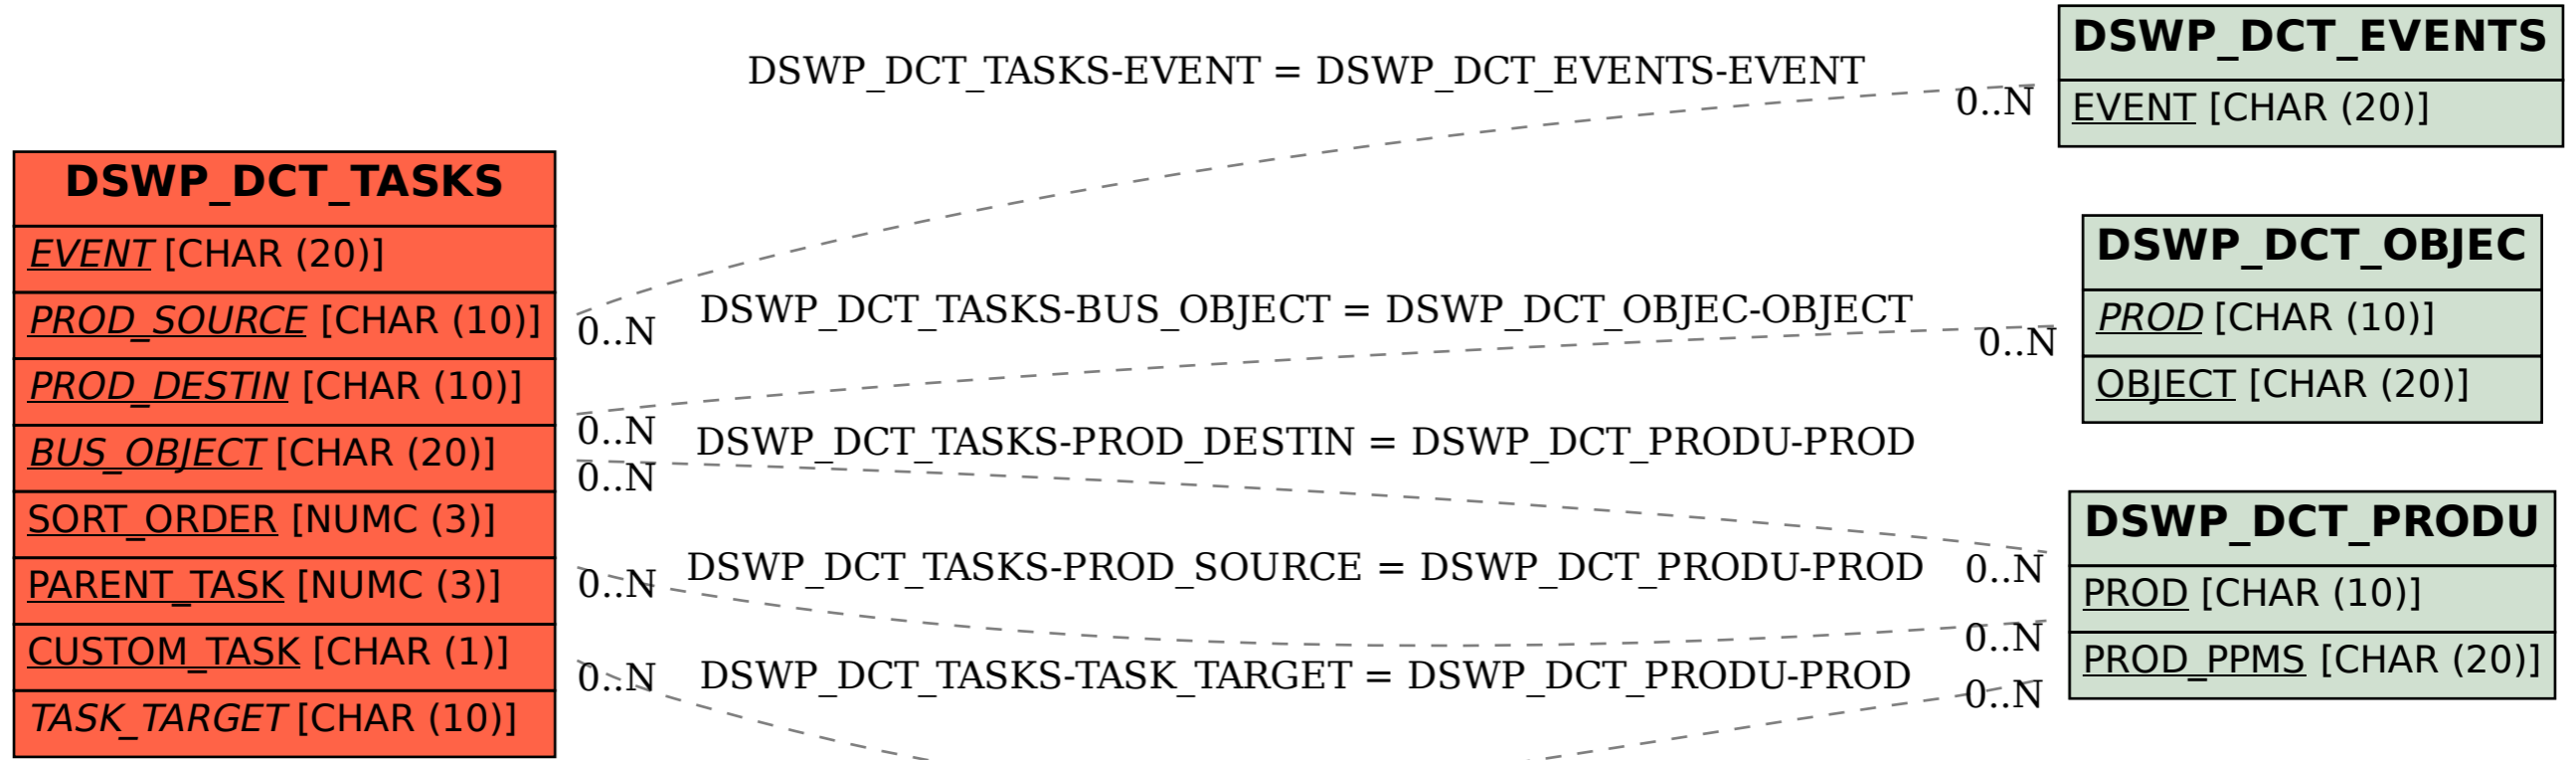 DSWP_DCT_TASKS
EVENT [CHAR (20)]
PROD_SOURCE [CHAR (10)]
PROD_DESTIN [CHAR (10)]
BUS_OBJECT [CHAR (20)]
SORT_ORDER [NUMC (3)]
PARENT_TASK [NUMC (3)]
CUSTOM_TASK [CHAR (1)]
TASK_TARGET [CHAR (10)]
DSWP_DCT_TASKS-EVENT = DSWP_DCT_EVENTS-EVENT
0..N
0..N
DSWP_DCT_TASKS-BUS_OBJECT = DSWP_DCT_OBJEC-OBJECT
0..N
0..N
DSWP_DCT_TASKS-PROD_DESTIN = DSWP_DCT_PRODU-PROD
0..N
0..N
DSWP_DCT_TASKS-PROD_SOURCE = DSWP_DCT_PRODU-PROD
0..N
0..N
DSWP_DCT_TASKS-TASK_TARGET = DSWP_DCT_PRODU-PROD
0..N
0..N
DSWP_DCT_EVENTS
EVENT [CHAR (20)]
DSWP_DCT_OBJEC
PROD [CHAR (10)]
OBJECT [CHAR (20)]
DSWP_DCT_PRODU
PROD [CHAR (10)]
PROD_PPMS [CHAR (20)]